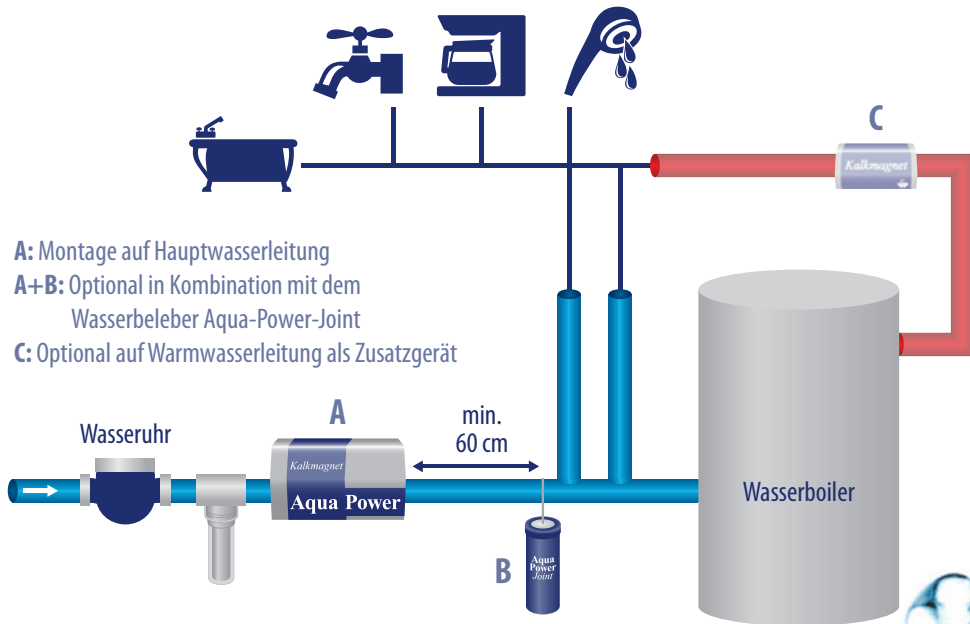 C
Kalkmagnet
A: Montage auf Hauptwasserleitung
A+B: Optional in Kombination mit dem
Wasserbeleber Aqua-Power-Joint
C: Optional auf Warmwasserleitung als Zusatzgerät
Wasseruhr
A
min.
60 cm
Kalkmagnet
Aqua Power
Wasserboiler
B
Aqua
Power
Joint